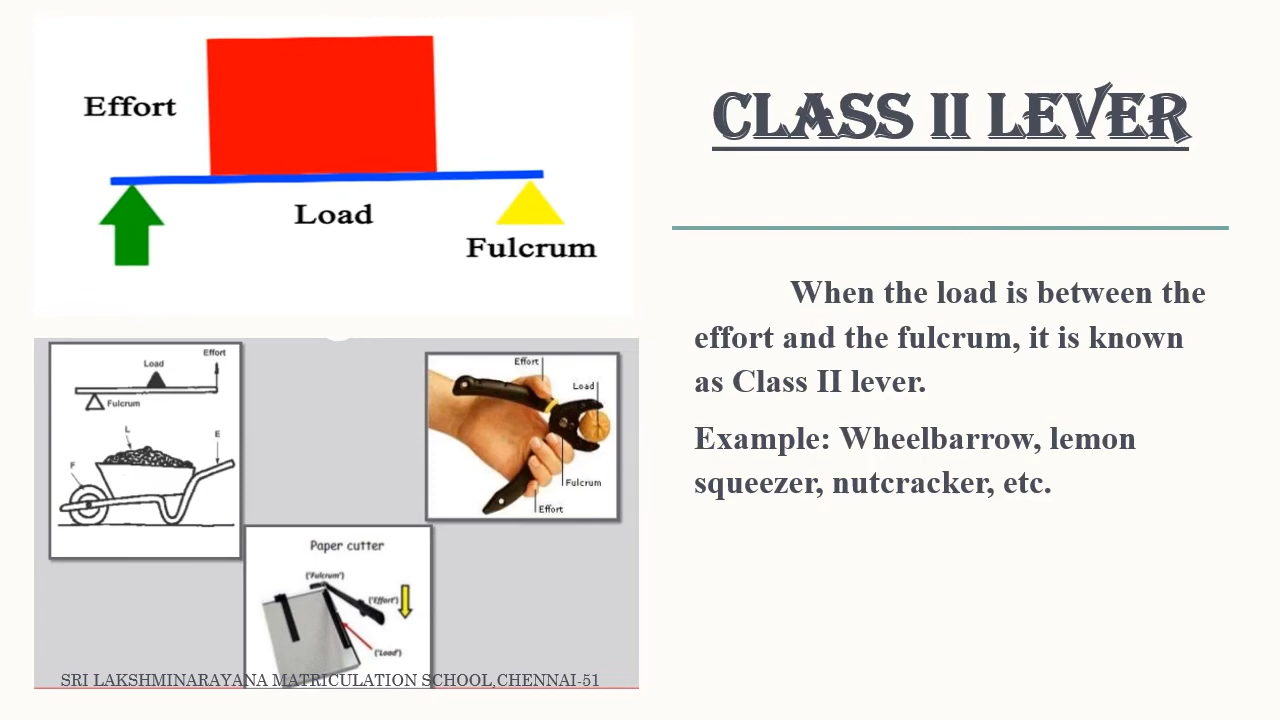 Effort
Load
Fulcrum
CLASS II LEVER
When the load is between the
effort and the fulcrum, it is known
as Class II lever.
Example: Wheelbarrow, lemon
squeezer, nutcracker, etc.
Effort
Load
Fulcrum
L
E
F
Effort
Load
Fulcrum
Effort
Paper cutter
('Fulcrum')
('Effort')
('Load')
SRI LAKSHMINARAYANA MATRICULATION SCHOOL,CHENNAI-51